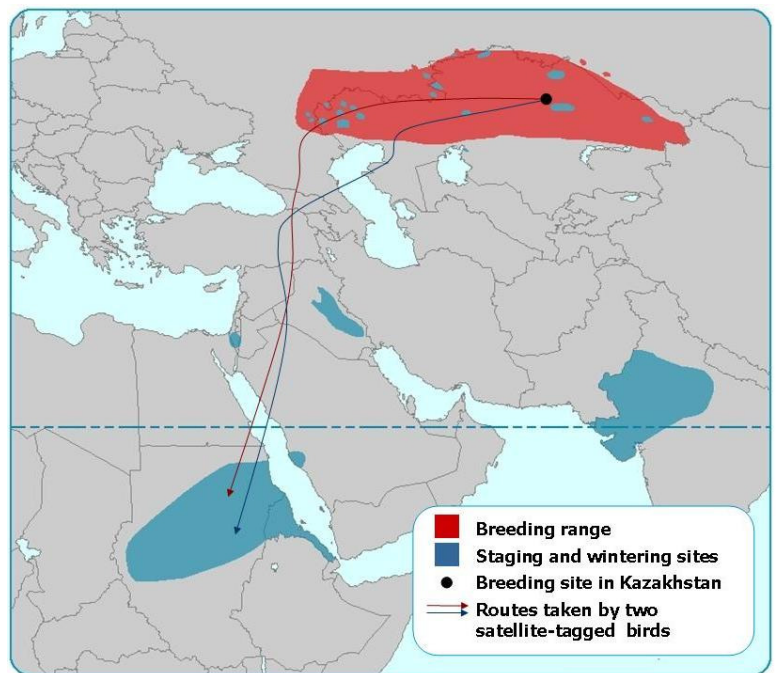 Breeding range
Staging and wintering sites
Breeding site in Kazakhstan
Routes taken by two
satellite-tagged birds